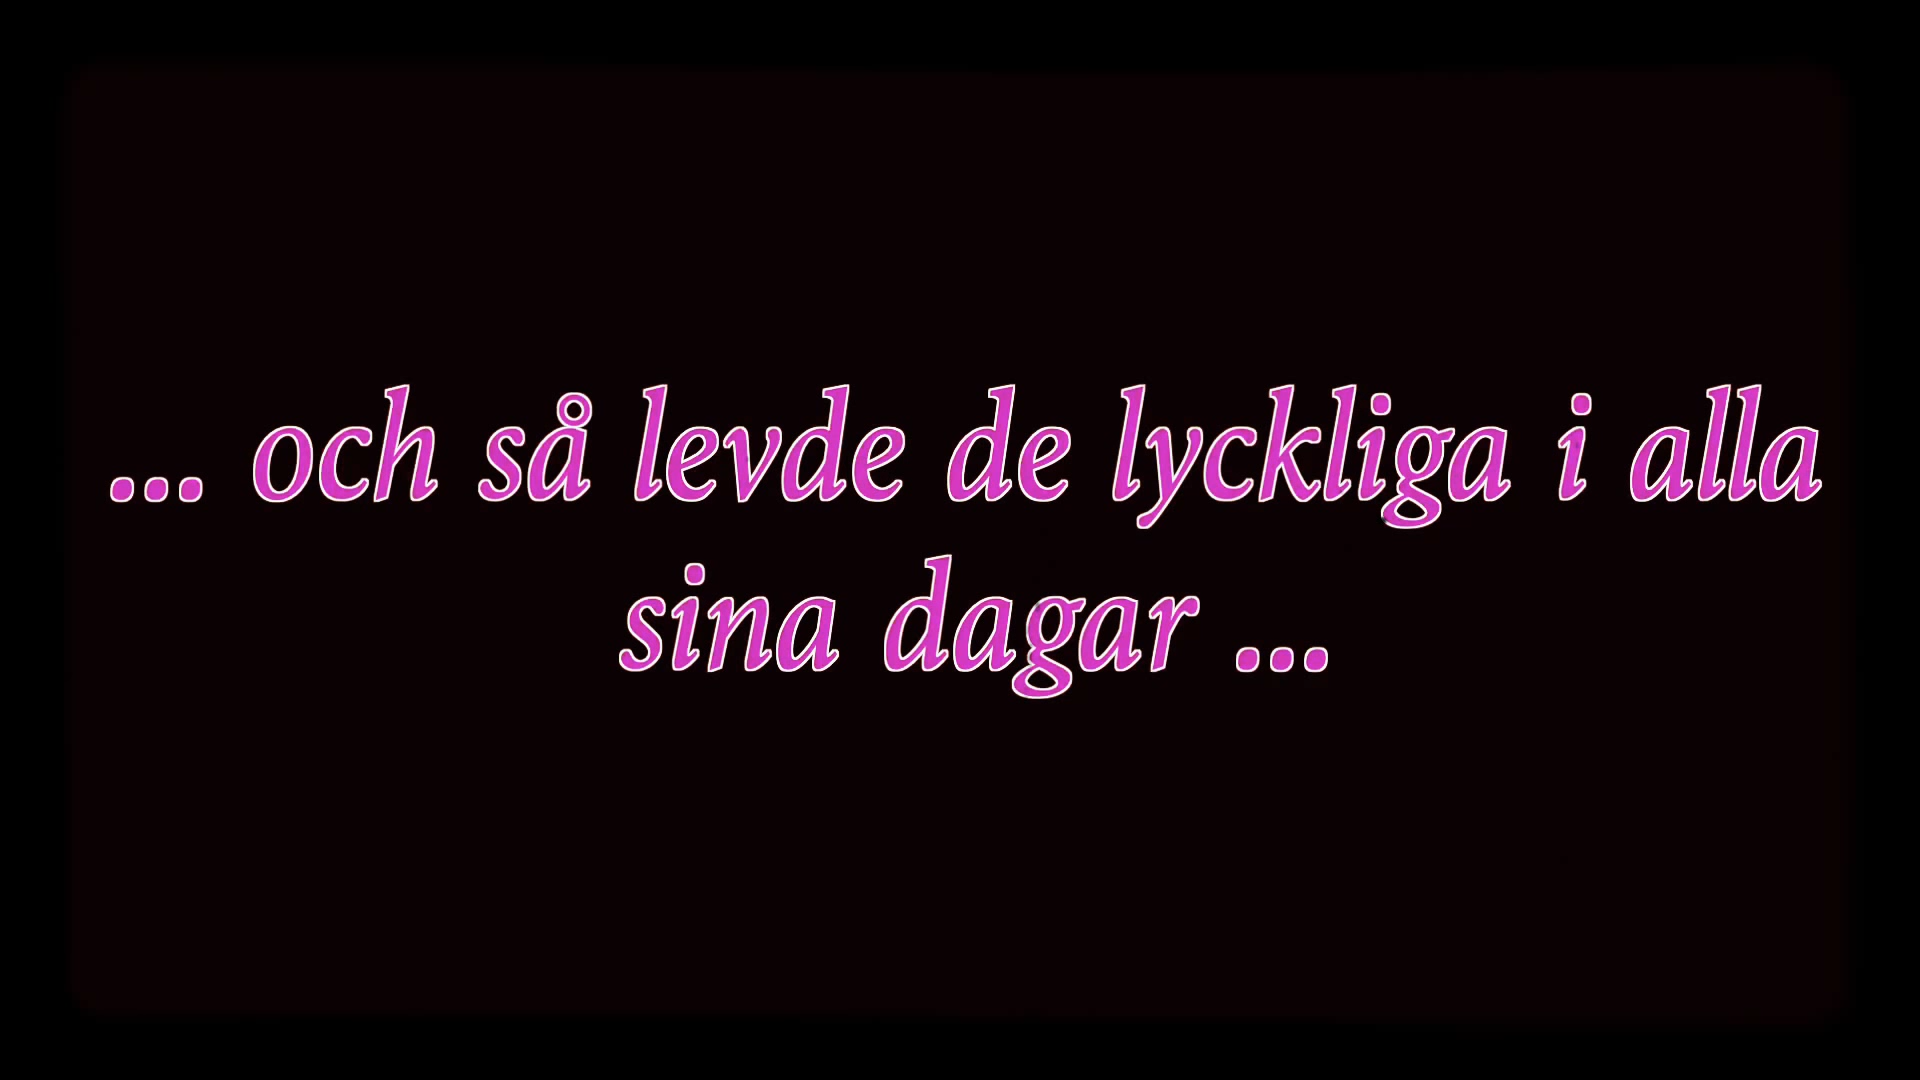 ... och så levde de lyckliga i alla
sina dagar ...